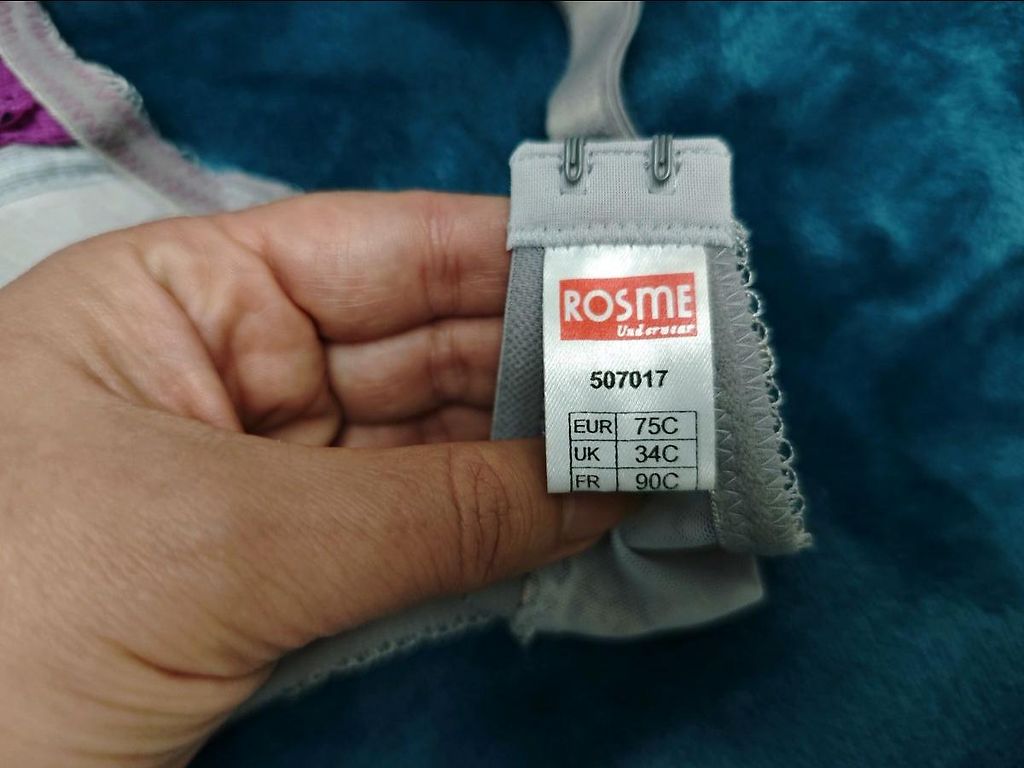 ROSME
Underwear
507017
EUR 75C
UK 34C
FR 90C